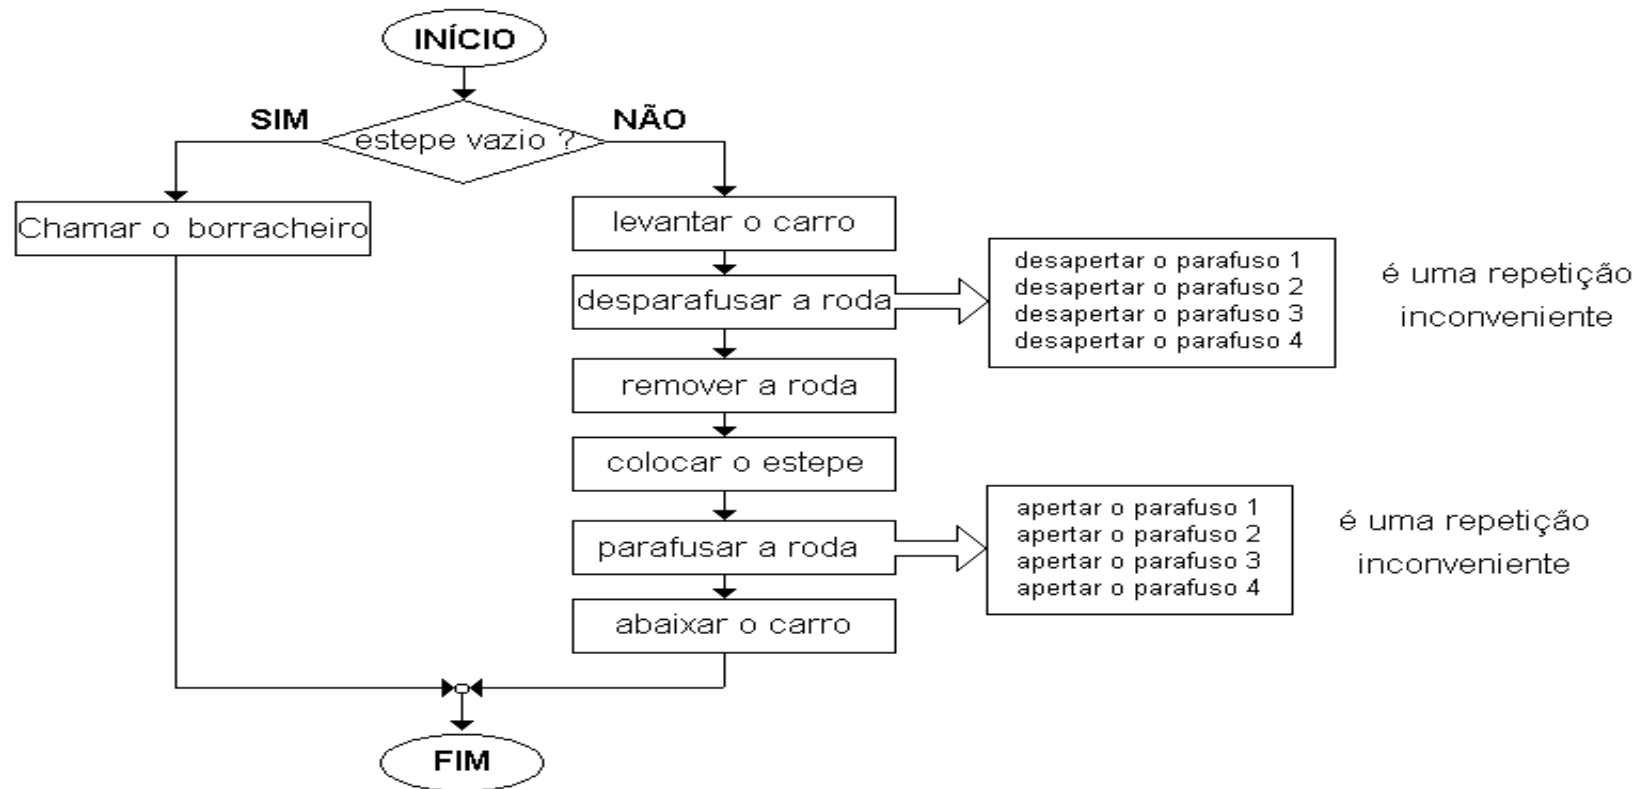 INÍCIO
SIM
NÃO
estepe vazio ?
Chamar o borracheiro
levantar o carro
desparafusar a roda
desapertar o parafuso 1
desapertar o parafuso 2
desapertar o parafuso 3
desapertar o parafuso 4
é uma repetição
inconveniente
remover a roda
colocar o estepe
parafusar a roda
apertar o parafuso 1
apertar o parafuso 2
apertar o parafuso 3
apertar o parafuso 4
é uma repetição
inconveniente
abaixar o carro
FIM